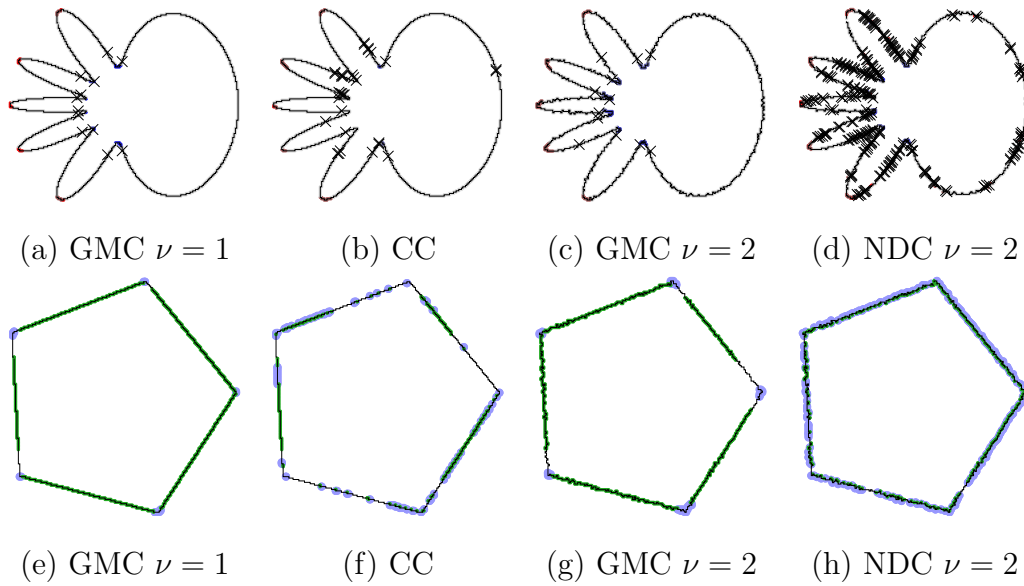 (a) GMC ν = 1 (b) CC (c) GMC ν = 2 (d) NDC ν = 2
(e) GMC ν = 1 (f) CC (g) GMC ν = 2 (h) NDC ν = 2